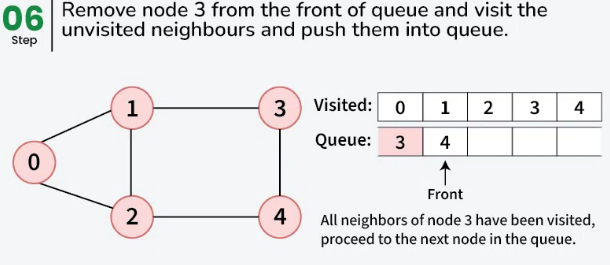 06
Step
Remove node 3 from the front of queue and visit the
unvisited neighbours and push them into queue.
1
3
0
2
4
Visited: 0 1 2 3 4
Queue: 3 4
Front
All neighbors of node 3 have been visited,
proceed to the next node in the queue.